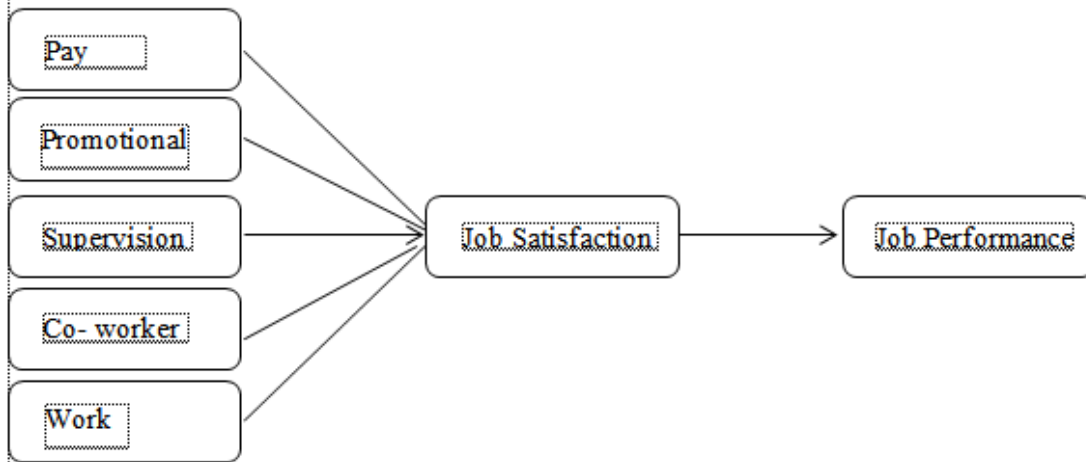 Pay
Promotional
Supervision
Job Satisfaction
Job Performance
Co- worker
Work